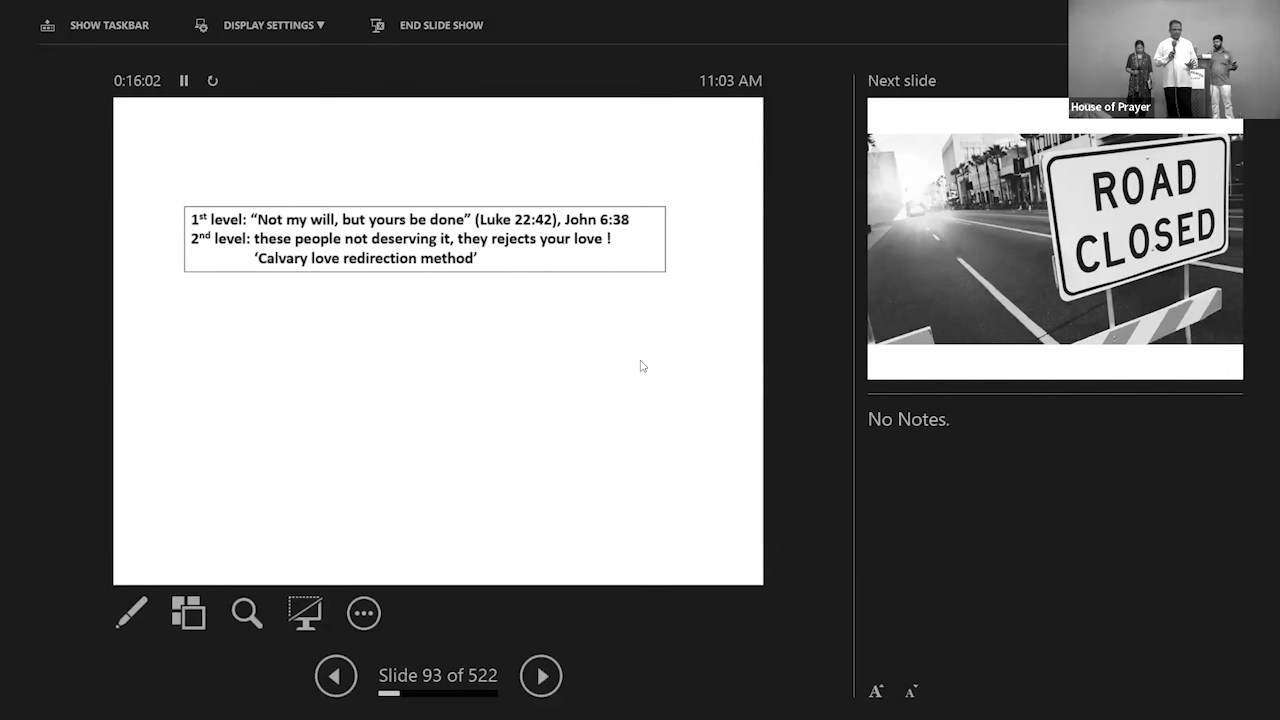 SHOW TASKBAR DISPLAY SETTINGS ▼ END SLIDE SHOW
0:16:02 11:03 AM
1st level: “Not my will, but yours be done” (Luke 22:42), John 6:38
2nd level: these people not deserving it, they rejects your love !
‘Calvary love redirection method’
Slide 93 of 522
Next slide
House of Prayer
ROAD
CLOSED
No Notes.
A A